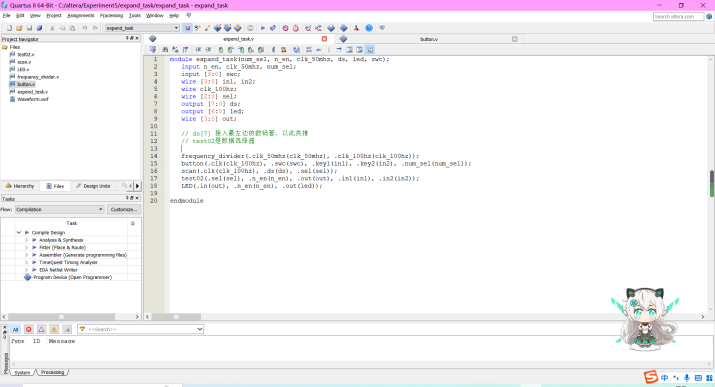 Quartus II 64-Bit - C:/altera/Experiment5/expand_task/expand_task - expand_task
File Edit View Project Assignments Processing Tools Window Help
Search altera.com
expand_task
Project Navigator
Files
test02.v
scan.v
LED.v
frequency_divider.v
button.v
expand_task.v
Waveform.vwf
Hierarchy Files Design Units
Tasks
Flow: Compilation Customize...
Task
Compile Design
Analysis & Synthesis
Fitter (Place & Route)
Assembler (Generate programming files)
TimeQuest Timing Analysis
EDA Netlist Writer
Program Device (Open Programmer)
expand_task.v button.v
1 module expand_task(num_sel, n_en, clk_50mhz, ds, led, swc);
2 input n_en, clk_50mhz, num_sel;
3 input [3:0] swc;
4 wire [3:0] in1, in2;
5 wire clk_100hz;
6 wire [2:0] sel;
7 output [7:0] ds;
8 output [6:0] led;
9 wire [3:0] out;
10
11 // ds[7] 接入最左边的数码管，以此类推
12 // test02是数据选择器
13
14 frequency_divider(.clk_50mhz(clk_50mhz), .clk_100hz(clk_100hz));
15 button(.clk(clk_100hz), .swc(swc), .key1(in1), .key2(in2), .num_sel(num_sel));
16 scan(.clk(clk_100hz), .ds(ds), .sel(sel));
17 test02(.sel(sel), .n_en(n_en), .out(out), .in1(in1), .in2(in2));
18 LED(.in(out), .n_en(n_en), .out(led));
19
20 endmodule
All <<Search>>
Type ID Message
Messages
System Processing
中